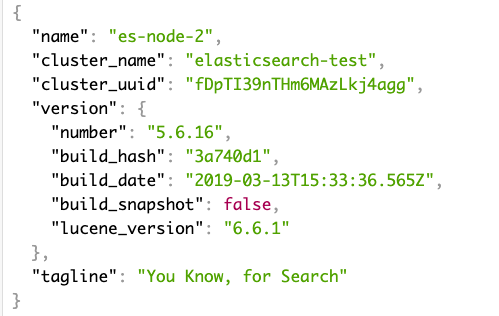 {
  "name": "es-node-2",
  "cluster_name": "elasticsearch-test",
  "cluster_uuid": "fDpTI39nTHm6MAzLkj4agg",
  "version": {
    "number": "5.6.16",
    "build_hash": "3a740d1",
    "build_date": "2019-03-13T15:33:36.565Z",
    "build_snapshot": false,
    "lucene_version": "6.6.1"
  },
  "tagline": "You Know, for Search"
}